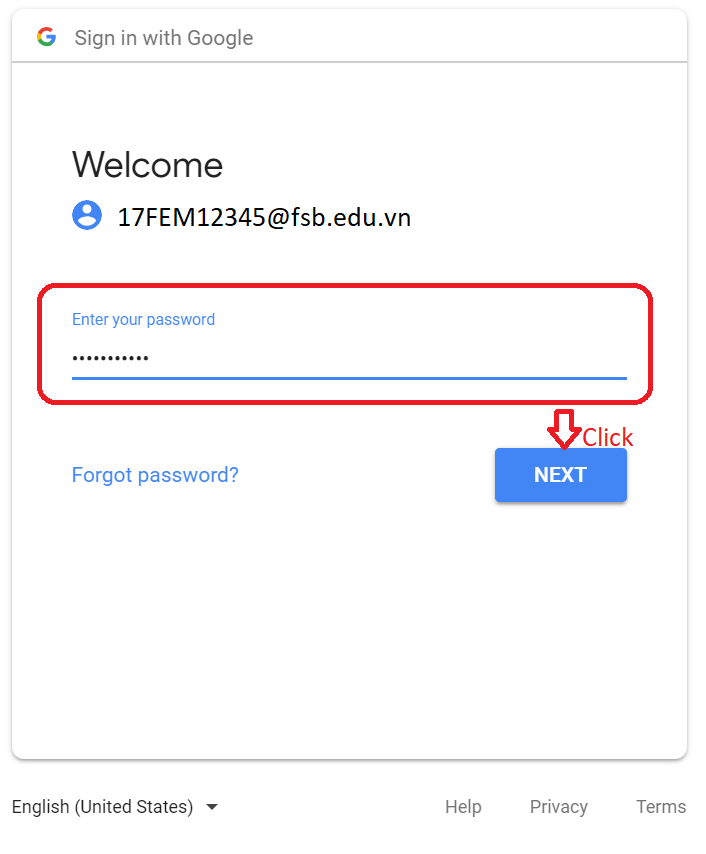 Sign in with Google
Welcome
17FEM12345@fsb.edu.vn
Enter your password
•••••••••••
Click
Forgot password? NEXT
English (United States) Help Privacy Terms